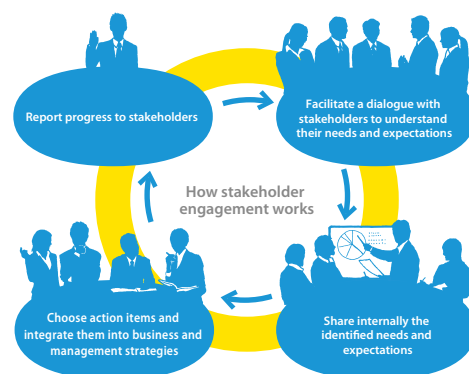 Report progress to stakeholders
Facilitate a dialogue with
stakeholders to understand
their needs and expectations
How stakeholder
engagement works
Choose action items and
integrate them into business and
management strategies
Share internally the
identified needs and
expectations